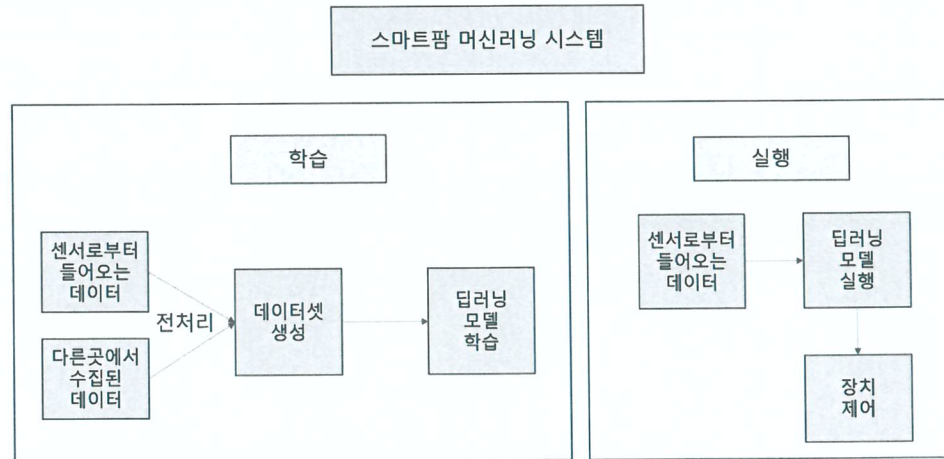 스마트팜 머신러닝 시스템
학습
센서로부터
들어오는
데이터
다른곳에서
수집된
데이터
전처리
데이터셋
생성
딥러닝
모델
학습
실행
센서로부터
들어오는
데이터
딥러닝
모델
실행
장치
제어